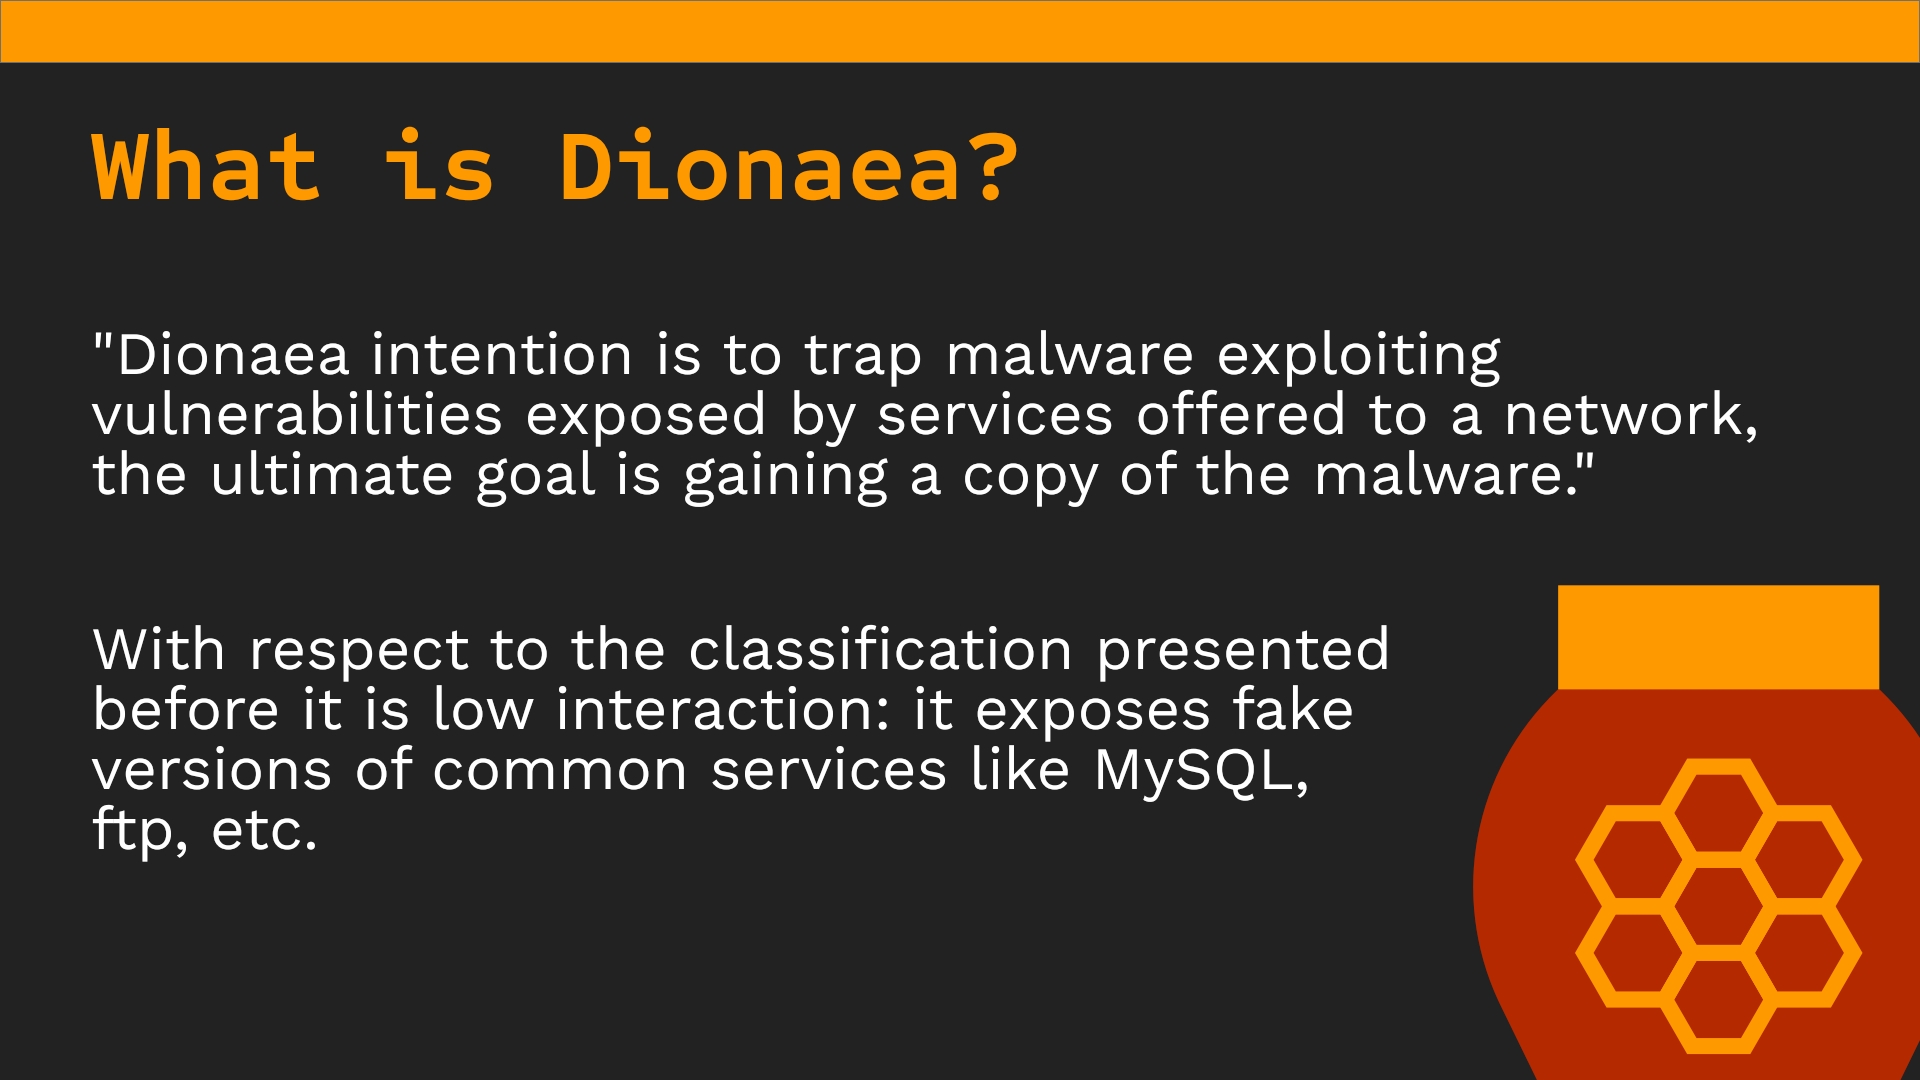 What is Dionaea?
"Dionaea intention is to trap malware exploiting
vulnerabilities exposed by services offered to a network,
the ultimate goal is gaining a copy of the malware."
With respect to the classification presented
before it is low interaction: it exposes fake
versions of common services like MySQL,
ftp, etc.